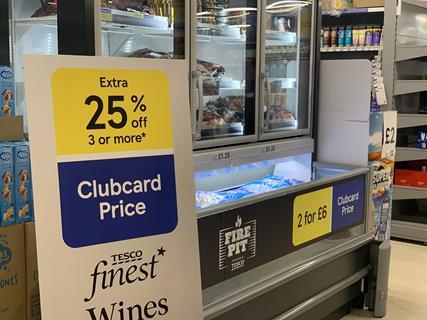 Extra
25% off
3 or more*
Clubcard
Price
TESCO
finest*
Wines
£1.25
£1.25
FIRE
PIT
TESCO
2 for £6
Clubcard
Price
£2